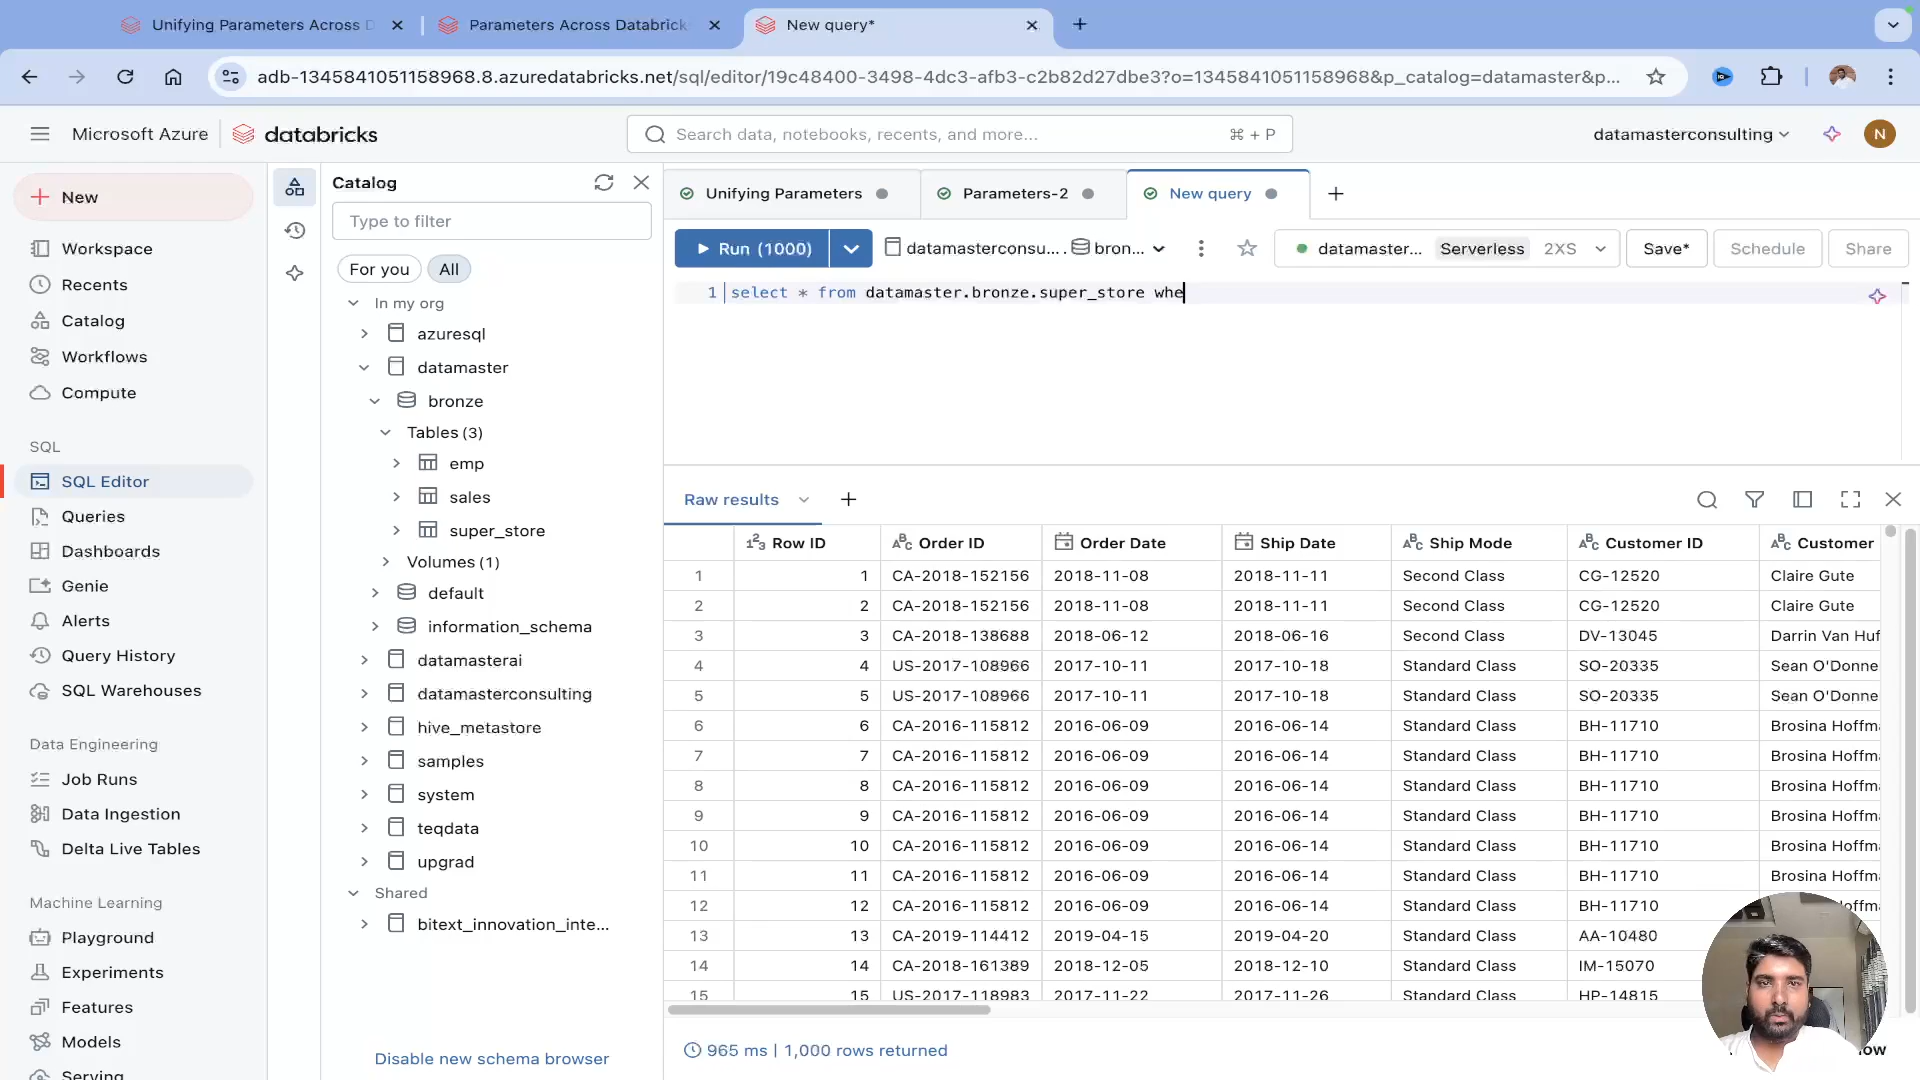 Unifying Parameters Across D
Parameters Across Databrick
New query*
adb-1345841051158968.8.azuredatabricks.net/sql/editor/19c48400-3498-4dc3-afb3-c2b82d27dbe3?o=1345841051158968&p_catalog=datamaster&p...
Microsoft Azure
databricks
Search data, notebooks, recents, and more...
⌘ + P
datamasterconsulting
N
New
Workspace
Recents
Catalog
Workflows
Compute
SQL
SQL Editor
Queries
Dashboards
Genie
Alerts
Query History
SQL Warehouses
Data Engineering
Job Runs
Data Ingestion
Delta Live Tables
Machine Learning
Playground
Experiments
Features
Models
Serving
Catalog
Type to filter
For you
All
In my org
azuresql
datamaster
bronze
Tables (3)
emp
sales
super_store
Volumes (1)
default
information_schema
datamasterai
datamasterconsulting
hive_metastore
samples
system
teqdata
upgrad
Shared
bitext_innovation_inte...
Disable new schema browser
Unifying Parameters
Parameters-2
New query
Run (1000)
datamasterconsu... . bron...
datamaster... Serverless 2XS
Save*
Schedule
Share
1 select * from datamaster.bronze.super_store whe
Raw results
Row ID Order ID Order Date Ship Date Ship Mode Customer ID Customer
1 1 CA-2018-152156 2018-11-08 2018-11-11 Second Class CG-12520 Claire Gute
2 2 CA-2018-152156 2018-11-08 2018-11-11 Second Class CG-12520 Claire Gute
3 3 CA-2018-138688 2018-06-12 2018-06-16 Second Class DV-13045 Darrin Van Huf
4 4 US-2017-108966 2017-10-11 2017-10-18 Standard Class SO-20335 Sean O'Donne
5 5 US-2017-108966 2017-10-11 2017-10-18 Standard Class SO-20335 Sean O'Donne
6 6 CA-2016-115812 2016-06-09 2016-06-14 Standard Class BH-11710 Brosina Hoffm
7 7 CA-2016-115812 2016-06-09 2016-06-14 Standard Class BH-11710 Brosina Hoffm
8 8 CA-2016-115812 2016-06-09 2016-06-14 Standard Class BH-11710 Brosina Hoffm
9 9 CA-2016-115812 2016-06-09 2016-06-14 Standard Class BH-11710 Brosina Hoffm
10 10 CA-2016-115812 2016-06-09 2016-06-14 Standard Class BH-11710 Brosina Hoffm
11 11 CA-2016-115812 2016-06-09 2016-06-14 Standard Class BH-11710 Brosina Hoffm
12 12 CA-2016-115812 2016-06-09 2016-06-14 Standard Class BH-11710
13 13 CA-2019-114412 2019-04-15 2019-04-20 Standard Class AA-10480
14 14 CA-2018-161389 2018-12-05 2018-12-10 Standard Class IM-15070
15 15 US-2017-118983 2017-11-22 2017-11-26 Standard Class HP-14815
965 ms | 1,000 rows returned